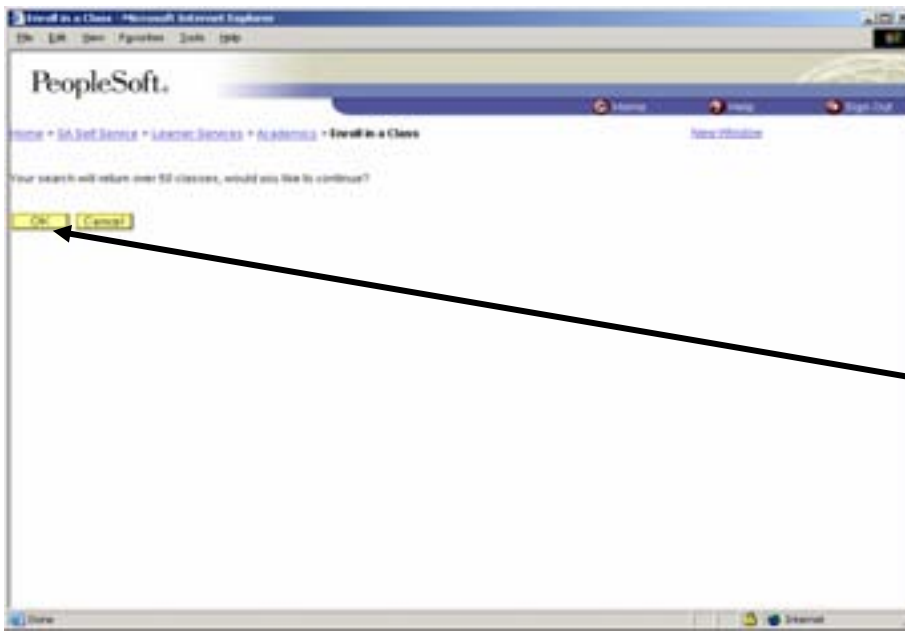 Enroll in a Class - Microsoft Internet Explorer
File Edit View Favorites Tools Help
PeopleSoft.
Home Help Sign Out
Home > SA Self Service > Learner Services > Academics > Enroll in a Class
New Window
Your search will return over 50 classes, would you like to continue?
OK Cancel
Done Internet